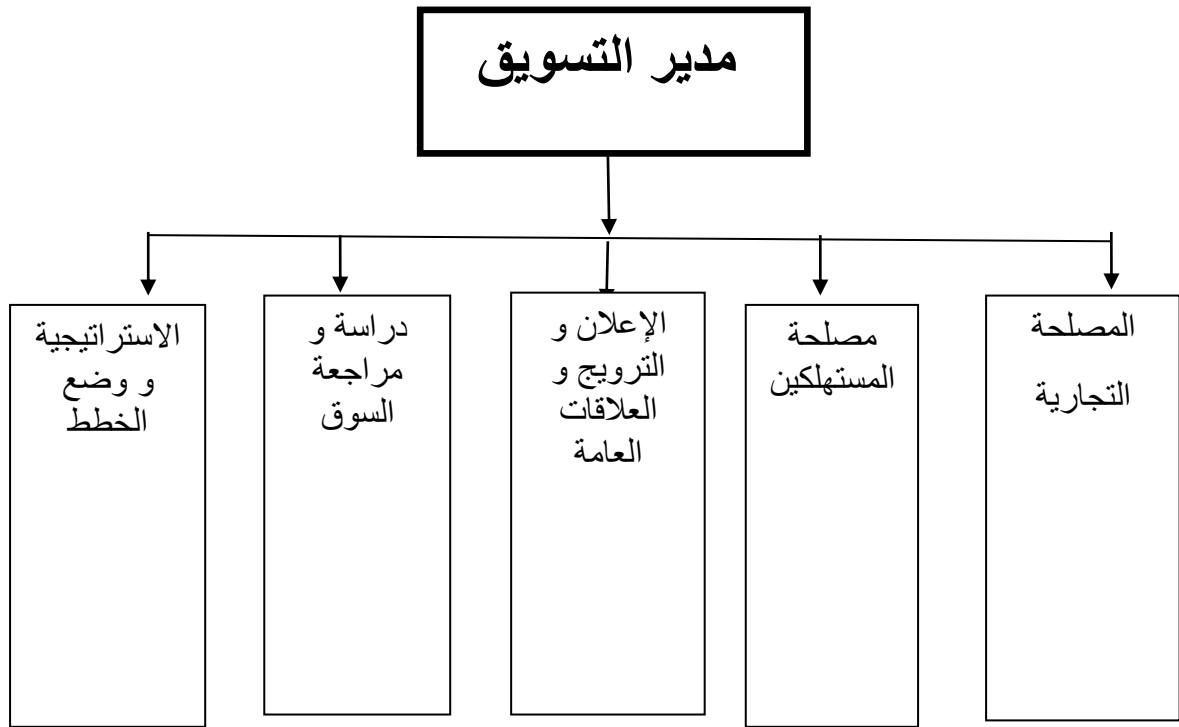 مدير التسويق
المصلحة
التجارية
مصلحة
المستهلكين
الإعلان و
الترويج و
العلاقات
العامة
دراسة و
مراجعة
السوق
الاستراتيجية
و وضع
الخطط